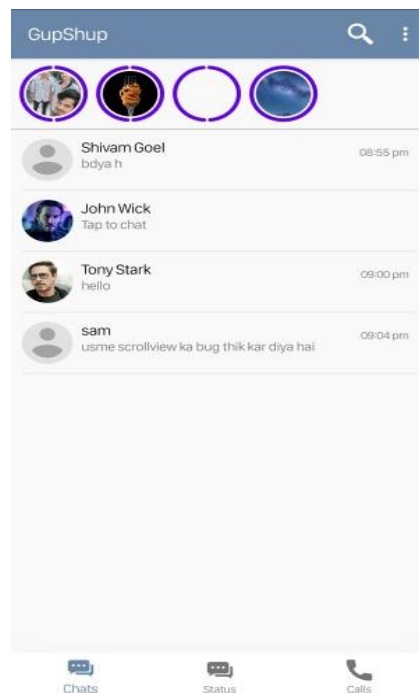 GupShup
Shivam Goel
08:55 pm
bdya h
John Wick
Tap to chat
Tony Stark
09:00 pm
hello
sam
09:04 pm
usme scrollview ka bug thik kar diya hai
Chats
Status
Calls